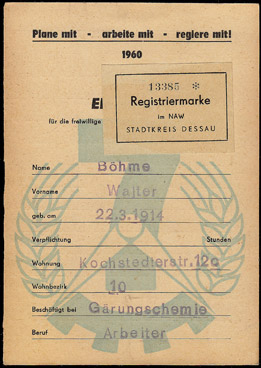 Plane mit - arbeite mit - regiere mit!
1960
13385 *
Registriermarke
im NAW
STADTKREIS DESSAU
für die freiwillige
Name Böhme
Vorname Walter
geb. am 22.3.1914
Verpflichtung Stunden
Wohnung Kochstedterstr.12c
Wohnbezirk 10
Beschäftigt bei Gärungschemie
Beruf Arbeiter